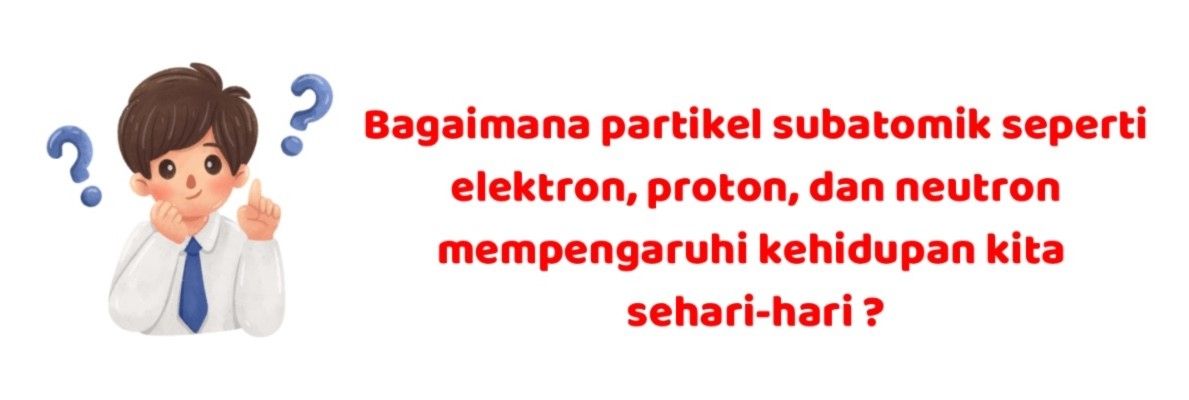 Bagaimana partikel subatomik seperti
elektron, proton, dan neutron
mempengaruhi kehidupan kita
sehari-hari ?